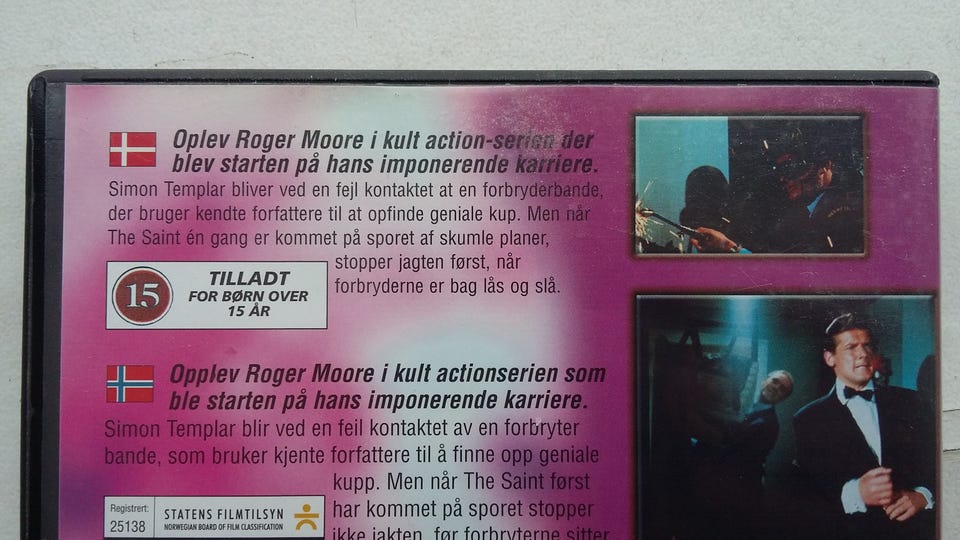 Oplev Roger Moore i kult action-serien der
blev starten på hans imponerende karriere.
Simon Templar bliver ved en fejl kontaktet at en forbryderbande,
der bruger kendte forfattere til at opfinde geniale kup. Men når
The Saint én gang er kommet på sporet af skumle planer,
stopper jagten først, når
forbryderne er bag lås og slå.
15
TILLADT
FOR BØRN OVER
15 ÅR
Opplev Roger Moore i kult actionserien som
ble starten på hans imponerende karriere.
Simon Templar blir ved en feil kontaktet av en forbryter
bande, som bruker kjente forfattere til å finne opp geniale
kupp. Men når The Saint først
har kommet på sporet stopper
ikke jakten, før forbryterne sitter
Registrert:
25138
STATENS FILMTILSYN
NORWEGIAN BOARD OF FILM CLASSIFICATION